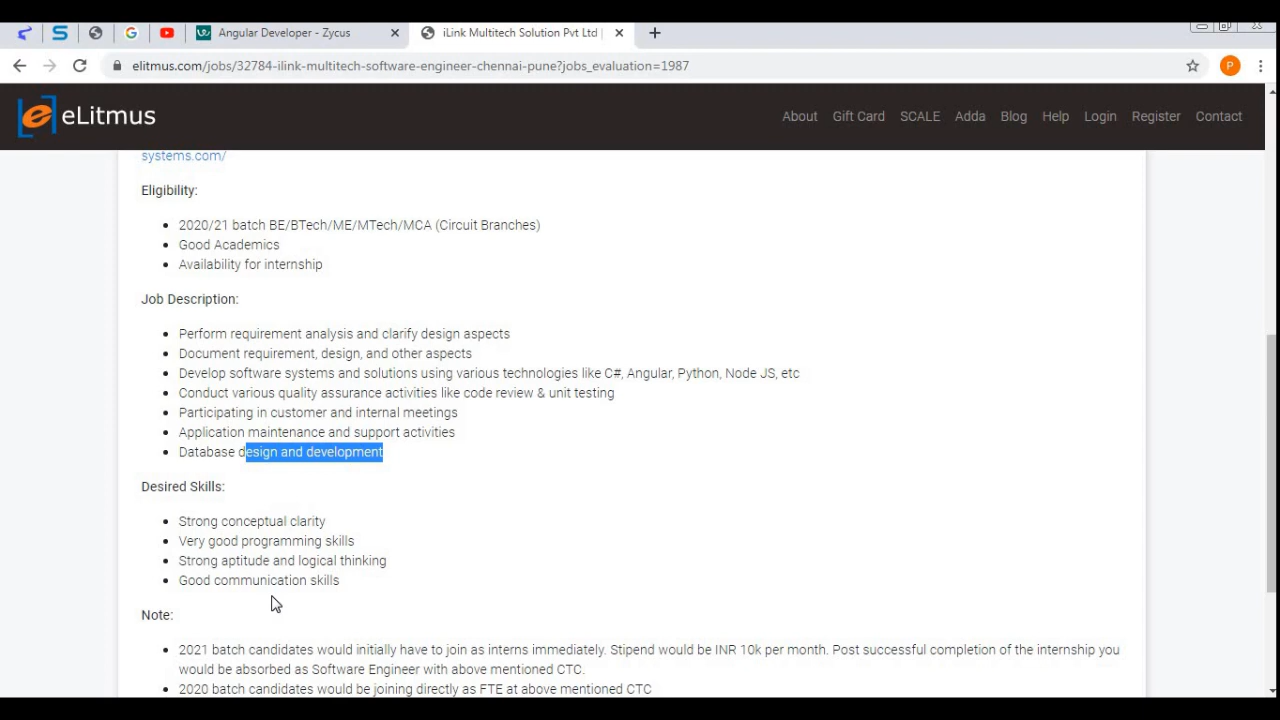 Angular Developer - Zycus
iLink Multitech Solution Pvt Ltd |
elitmus.com/jobs/32784-ilink-multitech-software-engineer-chennai-pune?jobs_evaluation=1987
P
e eLitmus
About Gift Card SCALE Adda Blog Help Login Register Contact
systems.com/
Eligibility:
2020/21 batch BE/BTech/ME/MTech/MCA (Circuit Branches)
Good Academics
Availability for internship
Job Description:
Perform requirement analysis and clarify design aspects
Document requirement, design, and other aspects
Develop software systems and solutions using various technologies like C#, Angular, Python, Node JS, etc
Conduct various quality assurance activities like code review & unit testing
Participating in customer and internal meetings
Application maintenance and support activities
Database design and development
Desired Skills:
Strong conceptual clarity
Very good programming skills
Strong aptitude and logical thinking
Good communication skills
Note:
2021 batch candidates would initially have to join as interns immediately. Stipend would be INR 10k per month. Post successful completion of the internship you
would be absorbed as Software Engineer with above mentioned CTC.
2020 batch candidates would be joining directly as FTE at above mentioned CTC